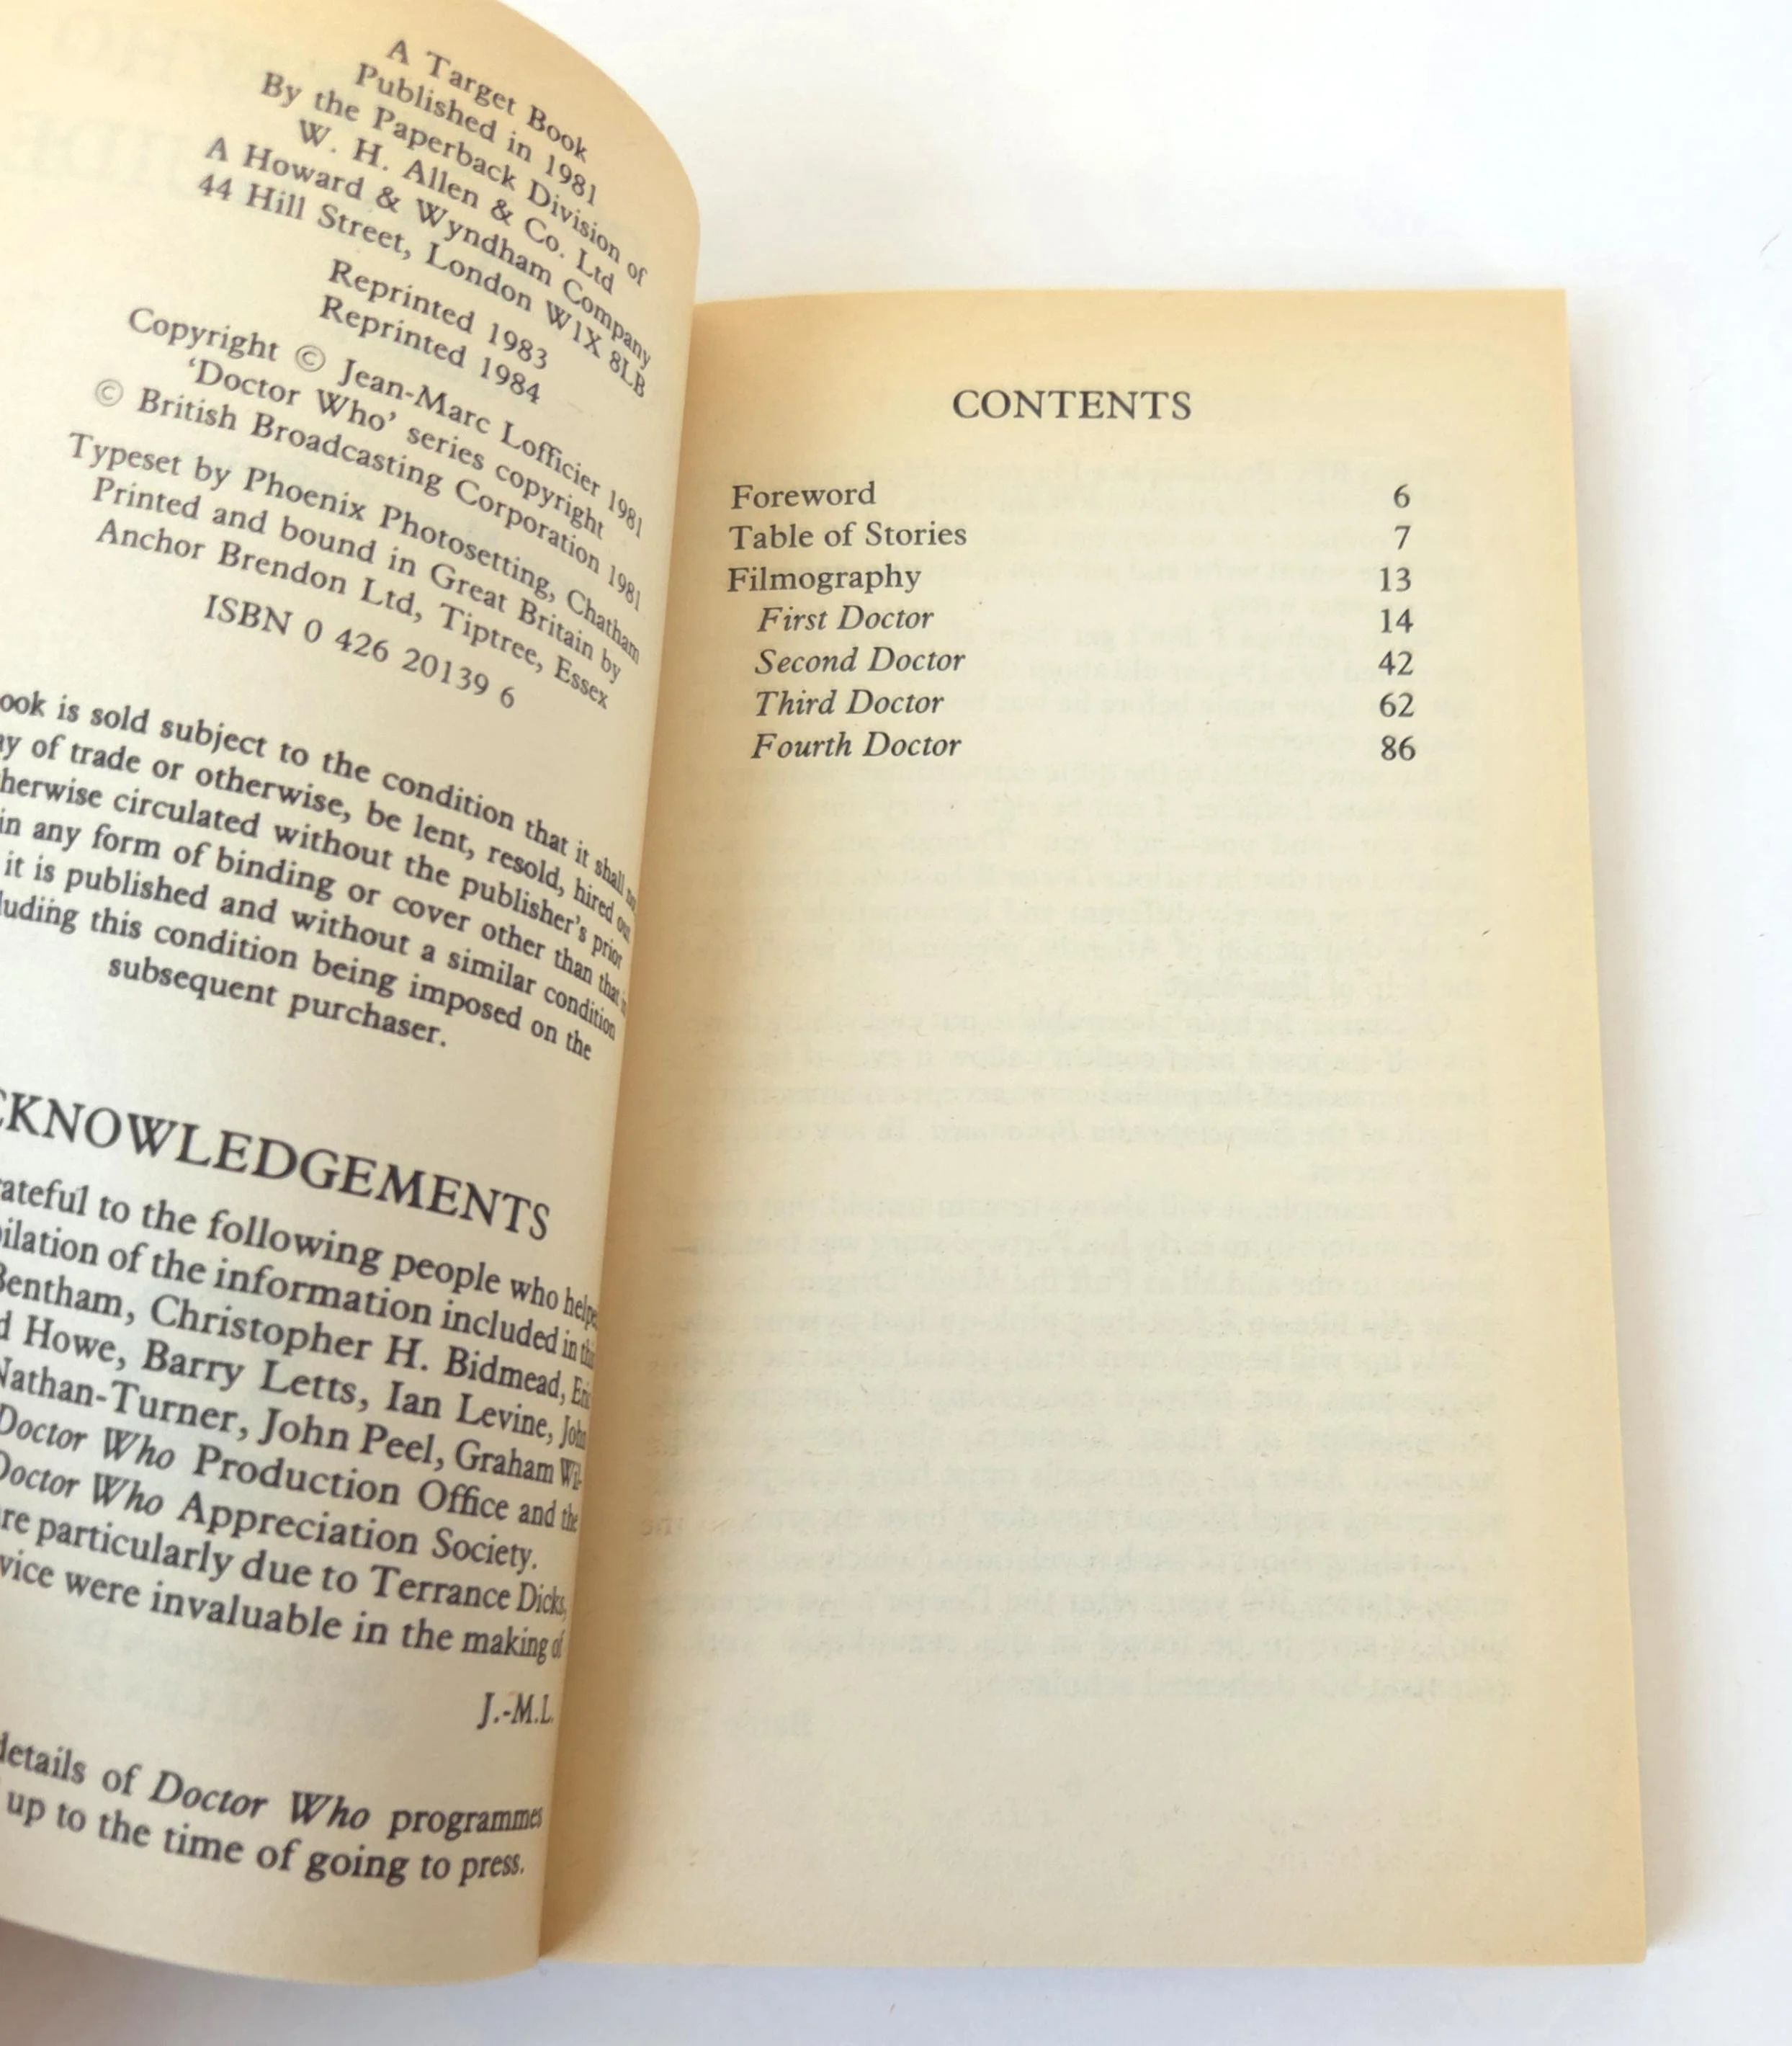 A Target Book
Published in 1981
By the Paperback Division of
W. H. Allen & Co. Ltd
A Howard & Wyndham Company
44 Hill Street, London W1X 8LB
Reprinted 1983
Reprinted 1984
Copyright © Jean-Marc Lofficier 1981
'Doctor Who' series copyright
© British Broadcasting Corporation 1981
Typeset by Phoenix Photosetting, Chatham
Printed and bound in Great Britain by
Anchor Brendon Ltd, Tiptree, Essex
ISBN 0 426 20139 6
ook is sold subject to the condition that it shall
y of trade or otherwise, be lent, resold, hired out
herwise circulated without the publisher's prior
in any form of binding or cover other than that in
it is published and without a similar condition
luding this condition being imposed on the
subsequent purchaser.
CKNOWLEDGEMENTS
ateful to the following people who helpe
ilation of the information included in thi
Bentham, Christopher H. Bidmead, Eri
d Howe, Barry Letts, Ian Levine, John
Nathan-Turner, John Peel, Graham Wil-
Doctor Who Production Office and the
Doctor Who Appreciation Society.
re particularly due to Terrance Dicks,
vice were invaluable in the making of
J.-M.L.
details of Doctor Who programmes
up to the time of going to press.
CONTENTS
Foreword 6
Table of Stories 7
Filmography 13
First Doctor 14
Second Doctor 42
Third Doctor 62
Fourth Doctor 86